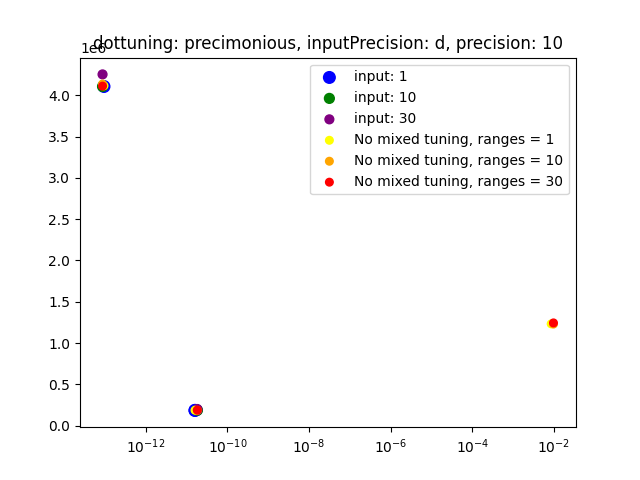 dottuning: precimonious, inputPrecision: d, precision: 10
1e6
input: 1
input: 10
input: 30
No mixed tuning, ranges = 1
No mixed tuning, ranges = 10
No mixed tuning, ranges = 30
4.0
3.5
3.0
2.5
2.0
1.5
1.0
0.5
0.0
10⁻¹² 10⁻¹⁰ 10⁻⁸ 10⁻⁶ 10⁻⁴ 10⁻²